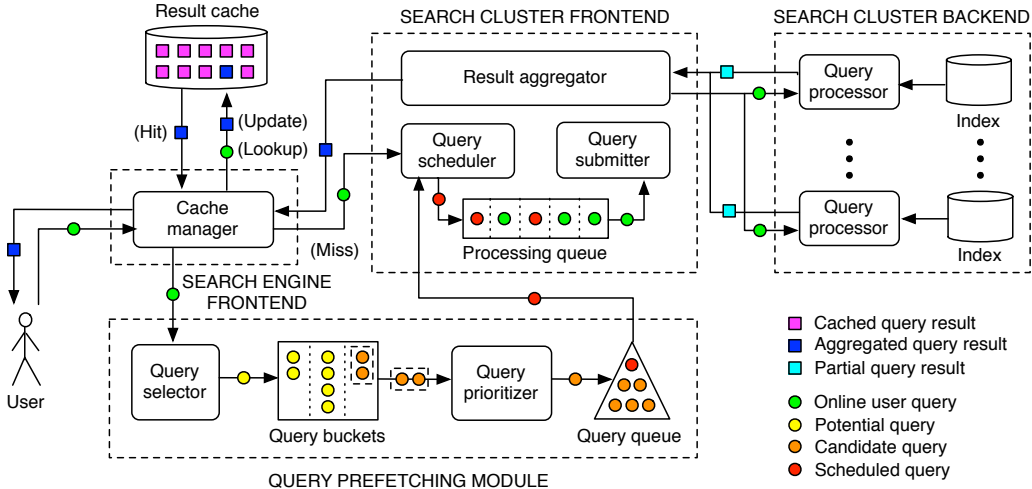 Result cache
SEARCH CLUSTER FRONTEND
SEARCH CLUSTER BACKEND
Result aggregator
Query
processor
Index
(Hit)
(Update)
(Lookup)
Query
scheduler
Query
submitter
Cache
manager
(Miss)
Processing queue
Query
processor
Index
SEARCH ENGINE
FRONTEND
User
Query
selector
Query buckets
Query
prioritizer
Query queue
QUERY PREFETCHING MODULE
Cached query result
Aggregated query result
Partial query result
Online user query
Potential query
Candidate query
Scheduled query